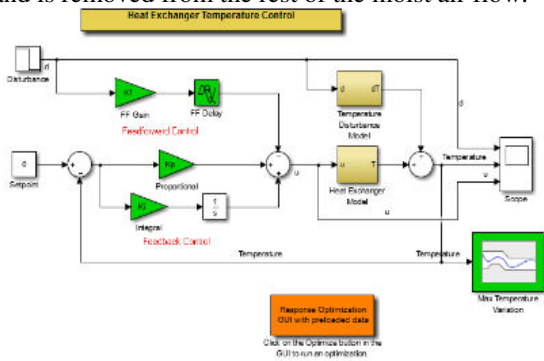 and is removed from the rest of the moist air flow.
Heat Exchanger Temperature Control
Disturbance
d
Kf
FF Gain
FF Delay
Feedforward Control
d
dT
Temperature
Disturbance
Model
d
Setpoint
Kp
Proportional
u
u
T
Heat Exchanger
Model
Temperature
u
u
Scope
Ki
Integral
1
s
Feedback Control
Temperature
Temperature
Max Temperature
Variation
Response Optimization
GUI with preloaded data
Click on the Optimize button in the
GUI to run an optimization.